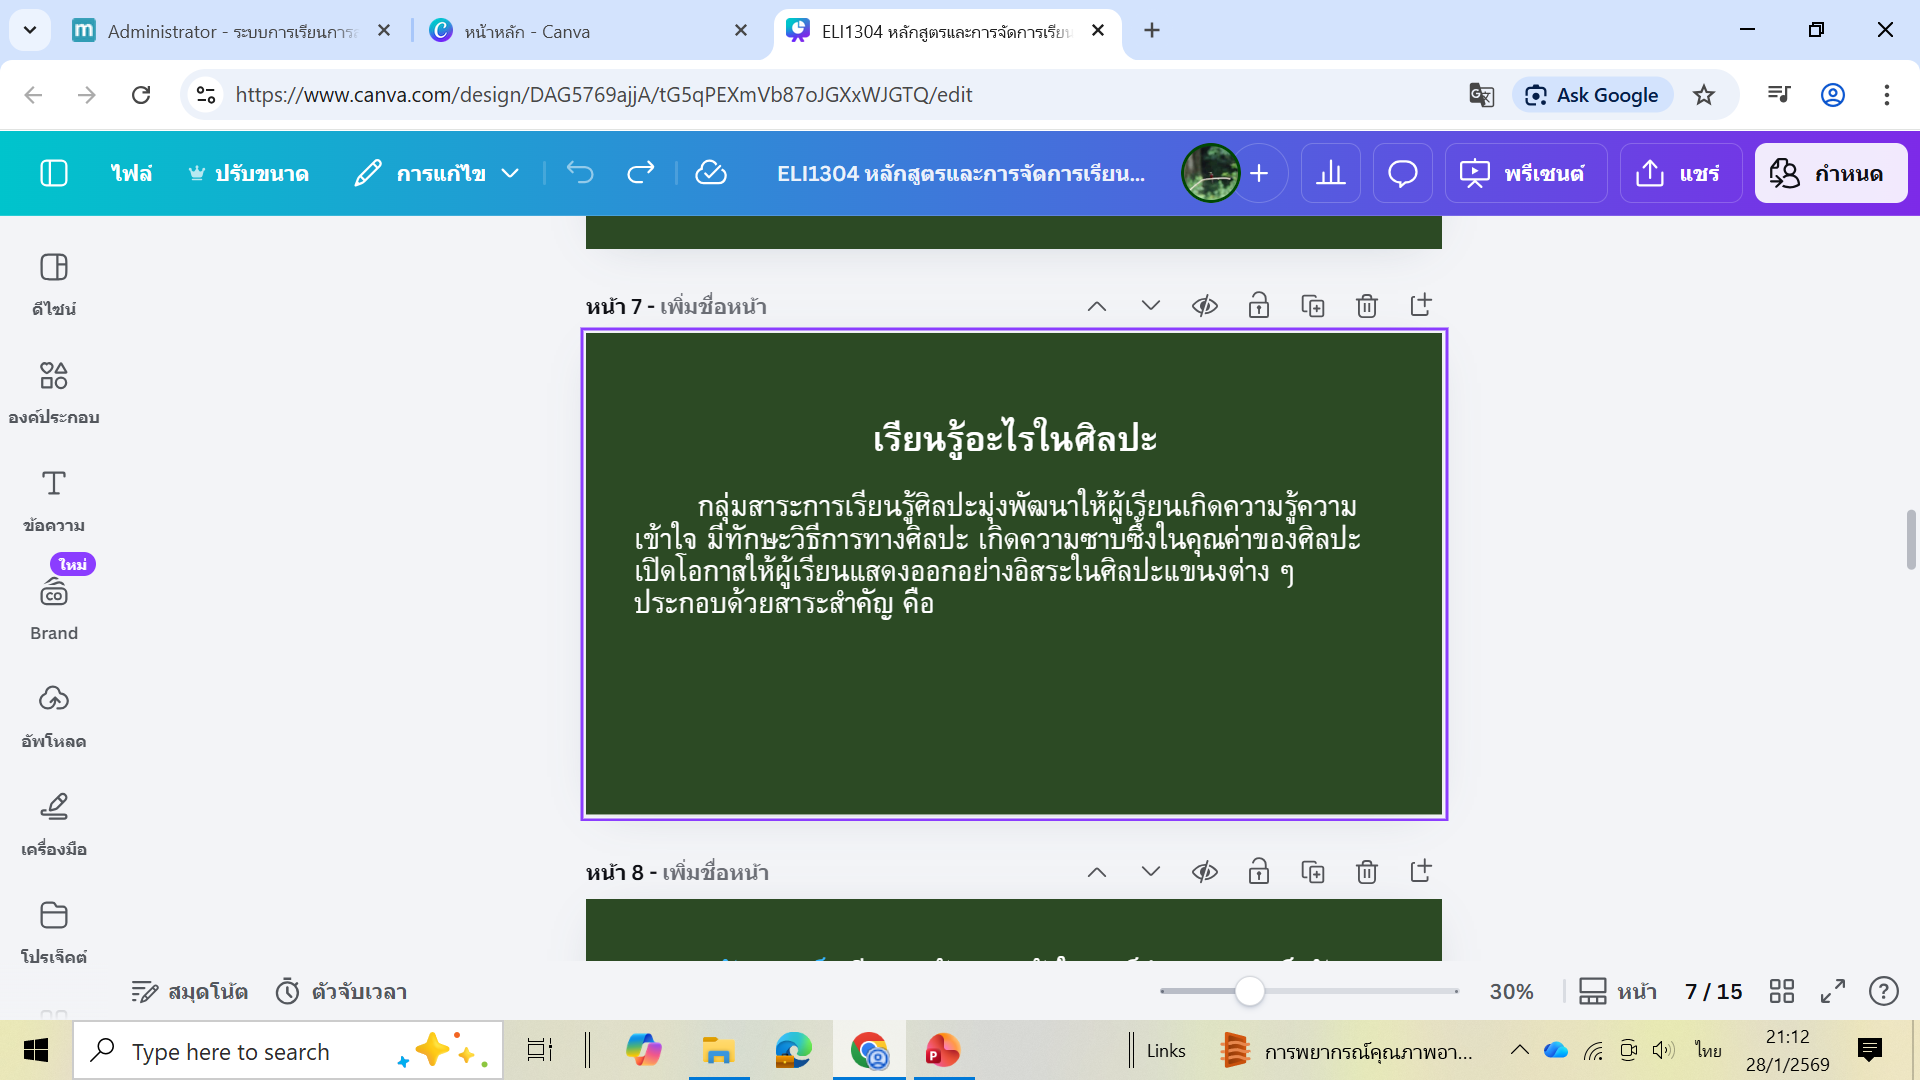 Administrator - ระบบการเรียนการส
หน้าหลัก - Canva
ELI1304 หลักสูตรและการจัดการเรียน
https://www.canva.com/design/DAG5769ajjA/tG5qPEXmVb87oJGXxWJGTQ/edit
Ask Google
ไฟล์
ปรับขนาด
การแก้ไข
ELI1304 หลักสูตรและการจัดการเรียน...
พรีเซนต์
แชร์
กำหนด
ดีไซน์
องค์ประกอบ
ข้อความ
ใหม่
Brand
อัพโหลด
เครื่องมือ
โปรเจ็คต์
หน้า 7 - เพิ่มชื่อหน้า
เรียนรู้อะไรในศิลปะ
กลุ่มสาระการเรียนรู้ศิลปะมุ่งพัฒนาให้ผู้เรียนเกิดความรู้ความ
เข้าใจ มีทักษะวิธีการทางศิลปะ เกิดความซาบซึ้งในคุณค่าของศิลปะ
เปิดโอกาสให้ผู้เรียนแสดงออกอย่างอิสระในศิลปะแขนงต่าง ๆ
ประกอบด้วยสาระสำคัญ คือ
หน้า 8 - เพิ่มชื่อหน้า
สมุดโน้ต
ตัวจับเวลา
30%
หน้า
7 / 15
Type here to search
Links
การพยากรณ์คุณภาพอา...
ไทย
21:12
28/1/2569